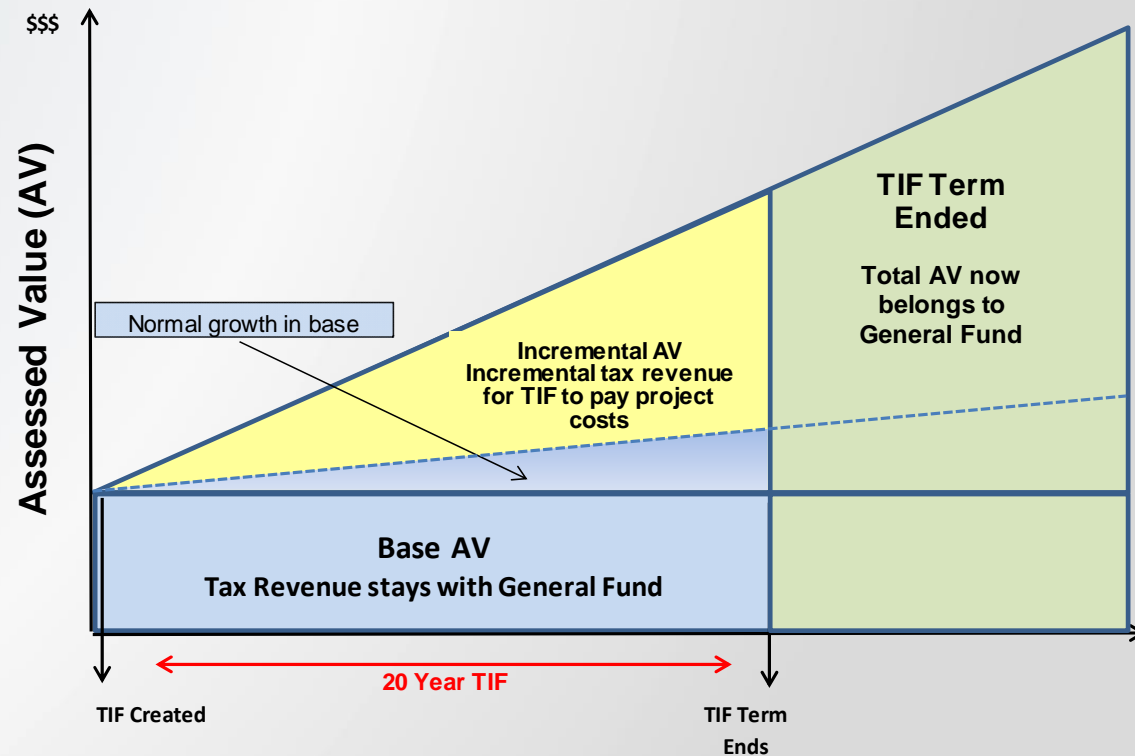 $$$
Assessed Value (AV)
TIF Term
Ended
Total AV now
belongs to
General Fund
Normal growth in base
Incremental AV
Incremental tax revenue
for TIF to pay project
costs
Base AV
Tax Revenue stays with General Fund
20 Year TIF
TIF Created
TIF Term
Ends